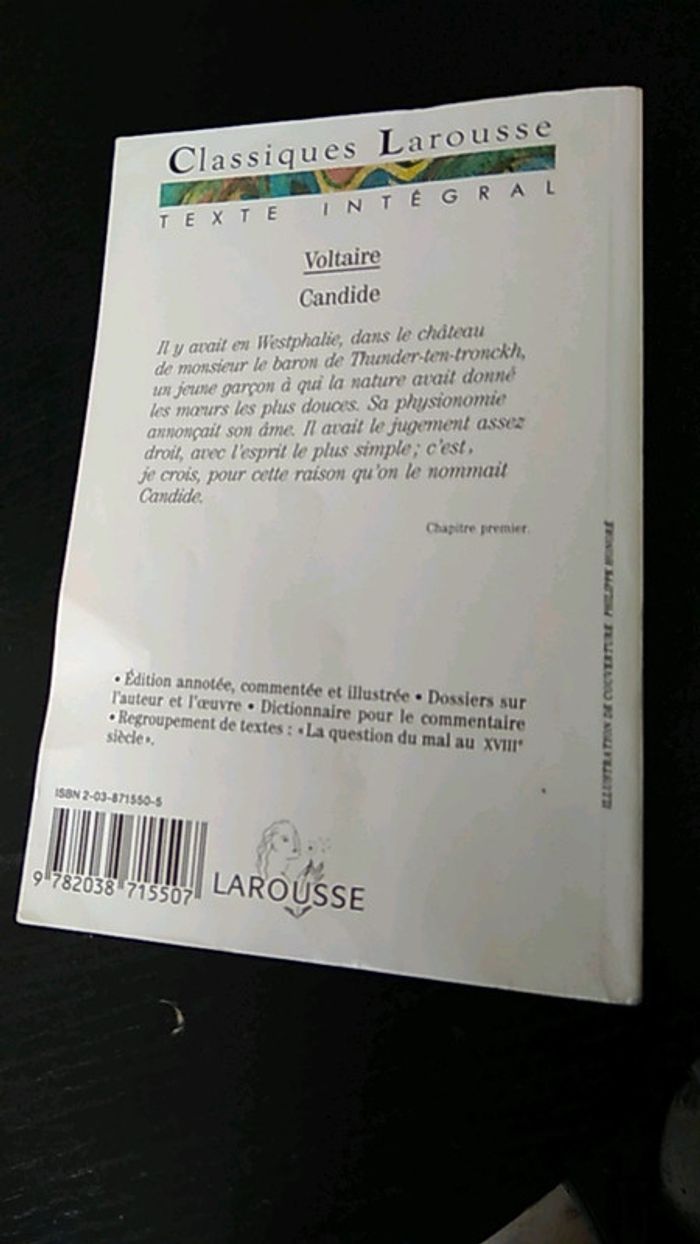 Classiques Larousse
TEXTE INTÉGRAL
Voltaire
Candide
Il y avait en Westphalie, dans le château
de monsieur le baron de Thunder-ten-tronckh,
un jeune garçon à qui la nature avait donné
les mœurs les plus douces. Sa physionomie
annonçait son âme. Il avait le jugement assez
droit, avec l'esprit le plus simple ; c'est,
je crois, pour cette raison qu'on le nommait
Candide.
Chapitre premier.
• Édition annotée, commentée et illustrée • Dossiers sur
l'auteur et l'œuvre • Dictionnaire pour le commentaire
• Regroupement de textes : «La question du mal au XVIIIe
siècle».
ISBN 2-03-871550-5
9 782038 715507
LAROUSSE
ILLUSTRATION DE COUVERTURE PHILIPPE HONORÉ